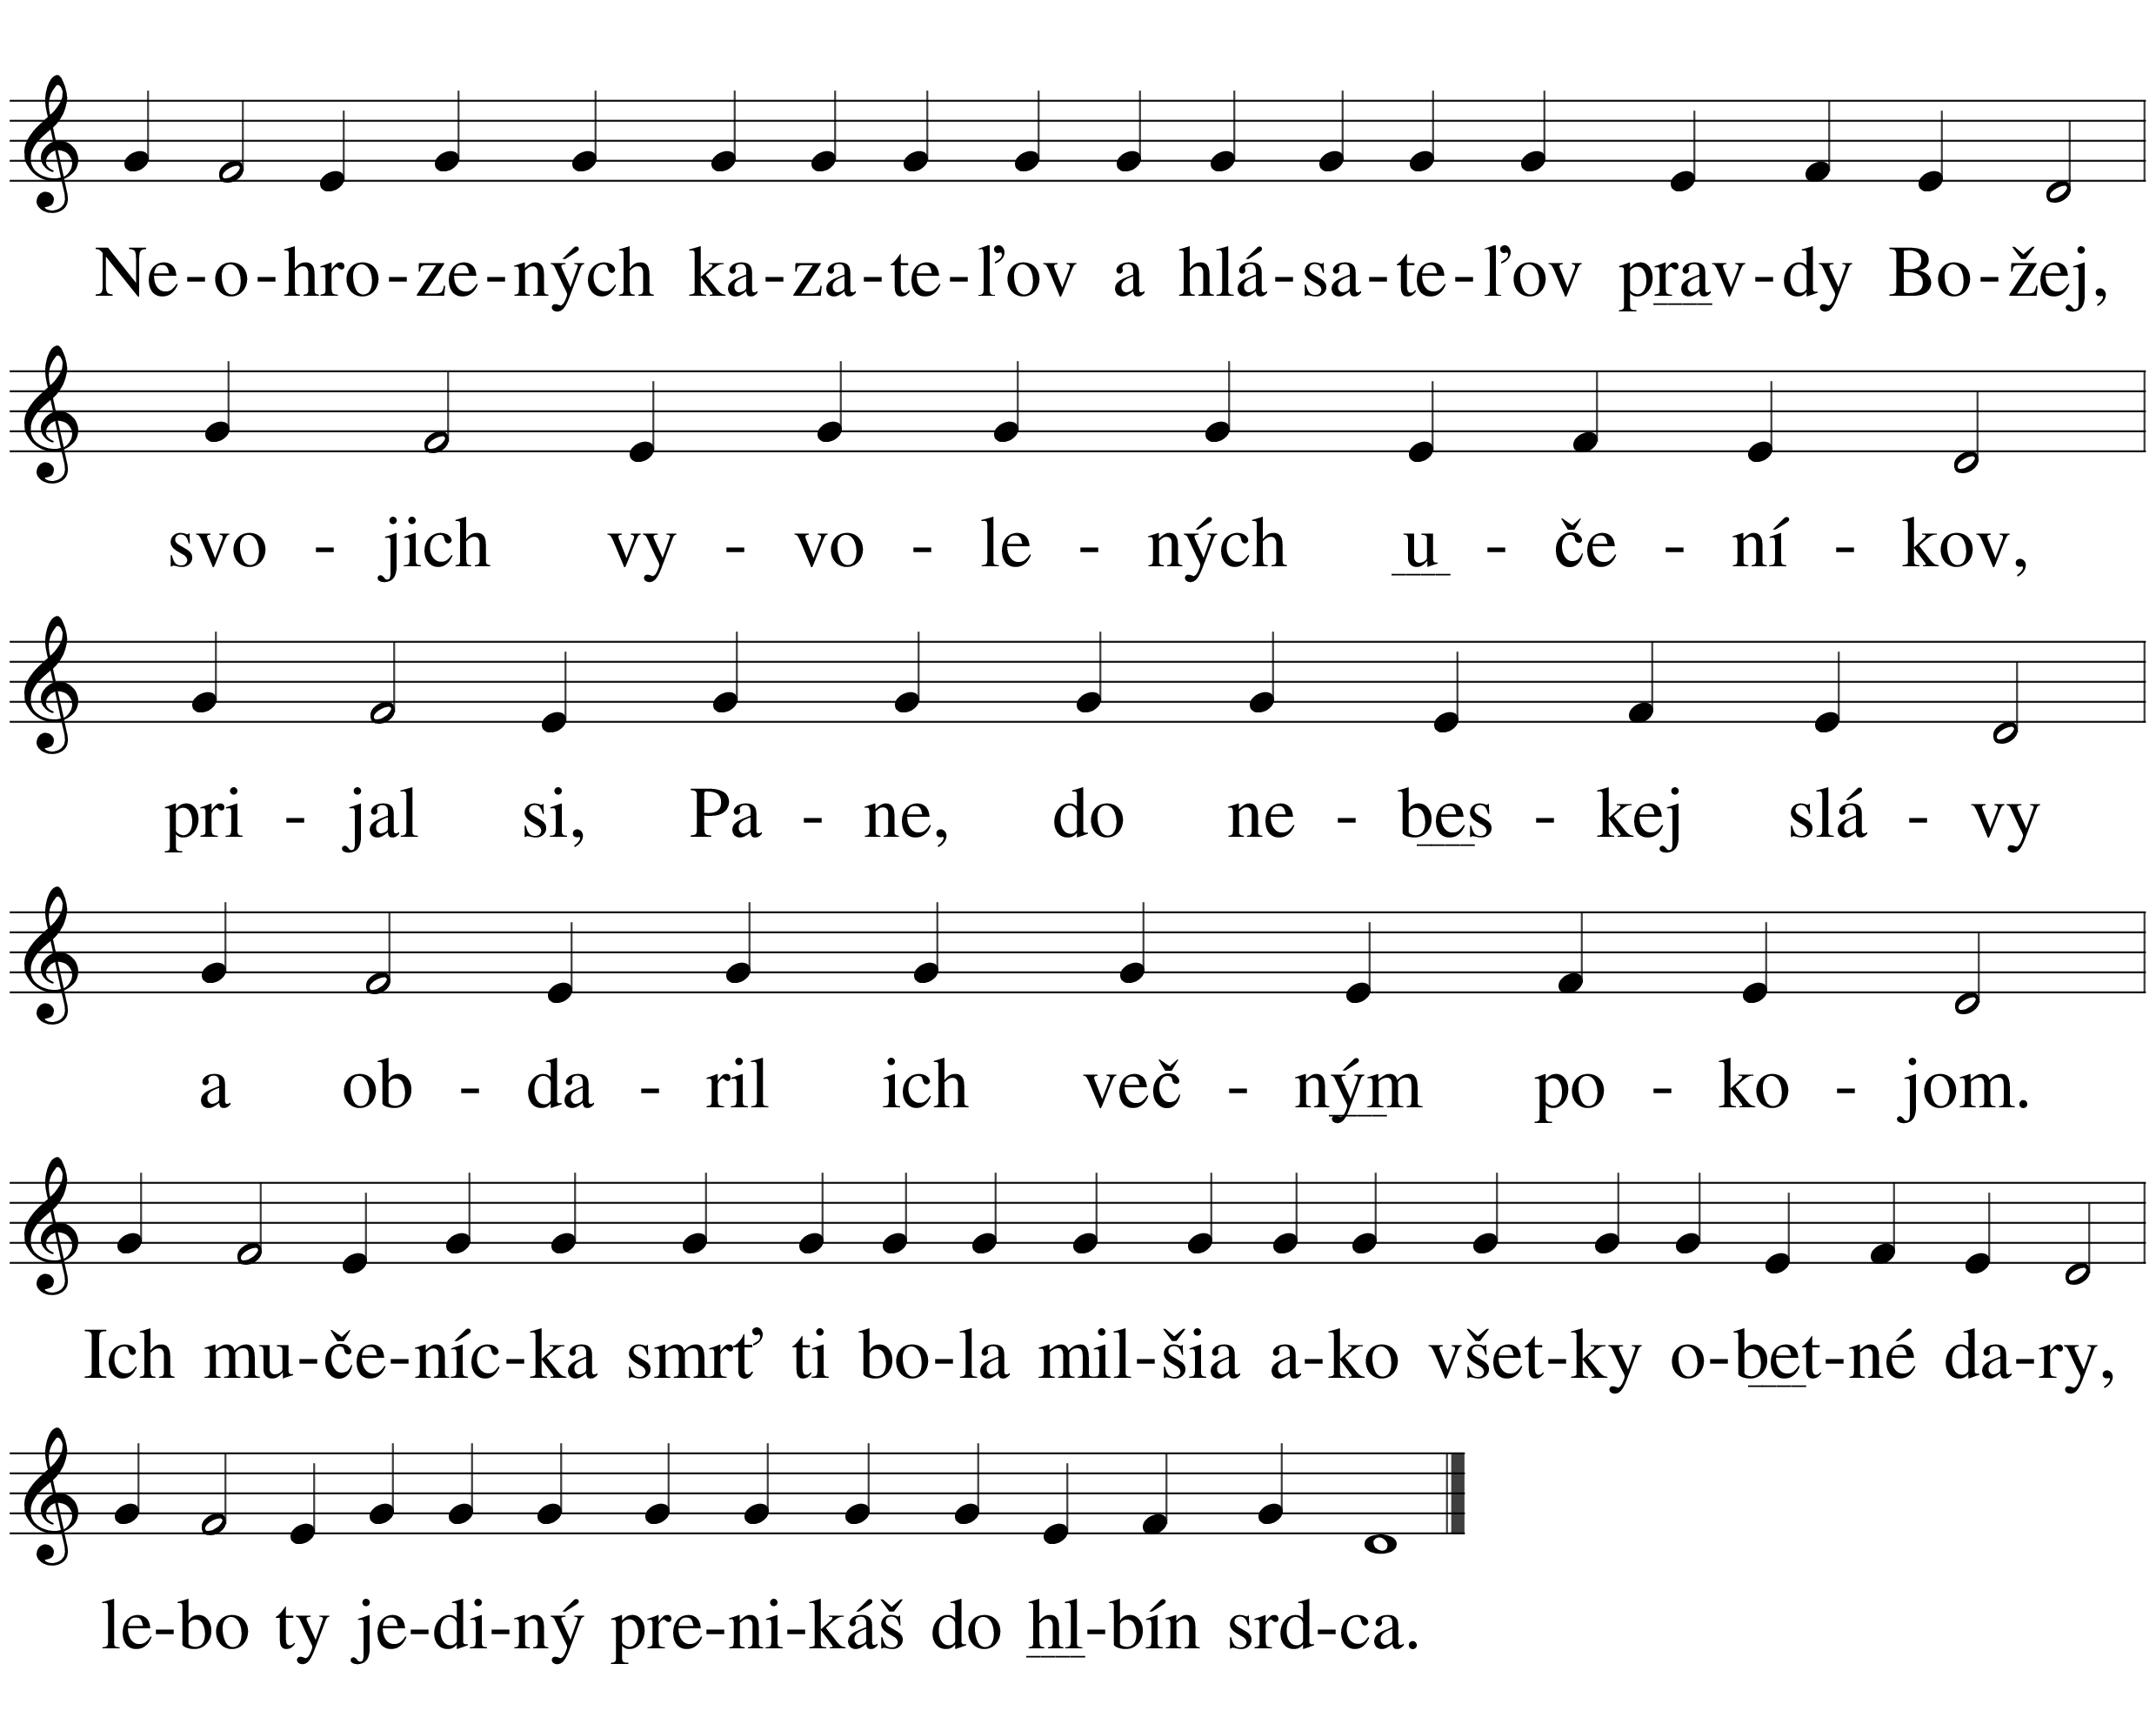 Ne-o-hro-ze-ných ka-za-te-ľov a hlá-sa-te-ľov prav-dy Bo-žej,
svo - jich vy - vo - le - ných u - če - ní - kov,
pri - jal si, Pa - ne, do ne - bes - kej slá - vy
a ob - da - ril ich več - ným po - ko - jom.
Ich mu-če-níc-ka smrť ti bo-la mil-šia a-ko všet-ky o-bet-né da-ry,
le-bo ty je-di-ný pre-ni-káš do hl-bín srd-ca.